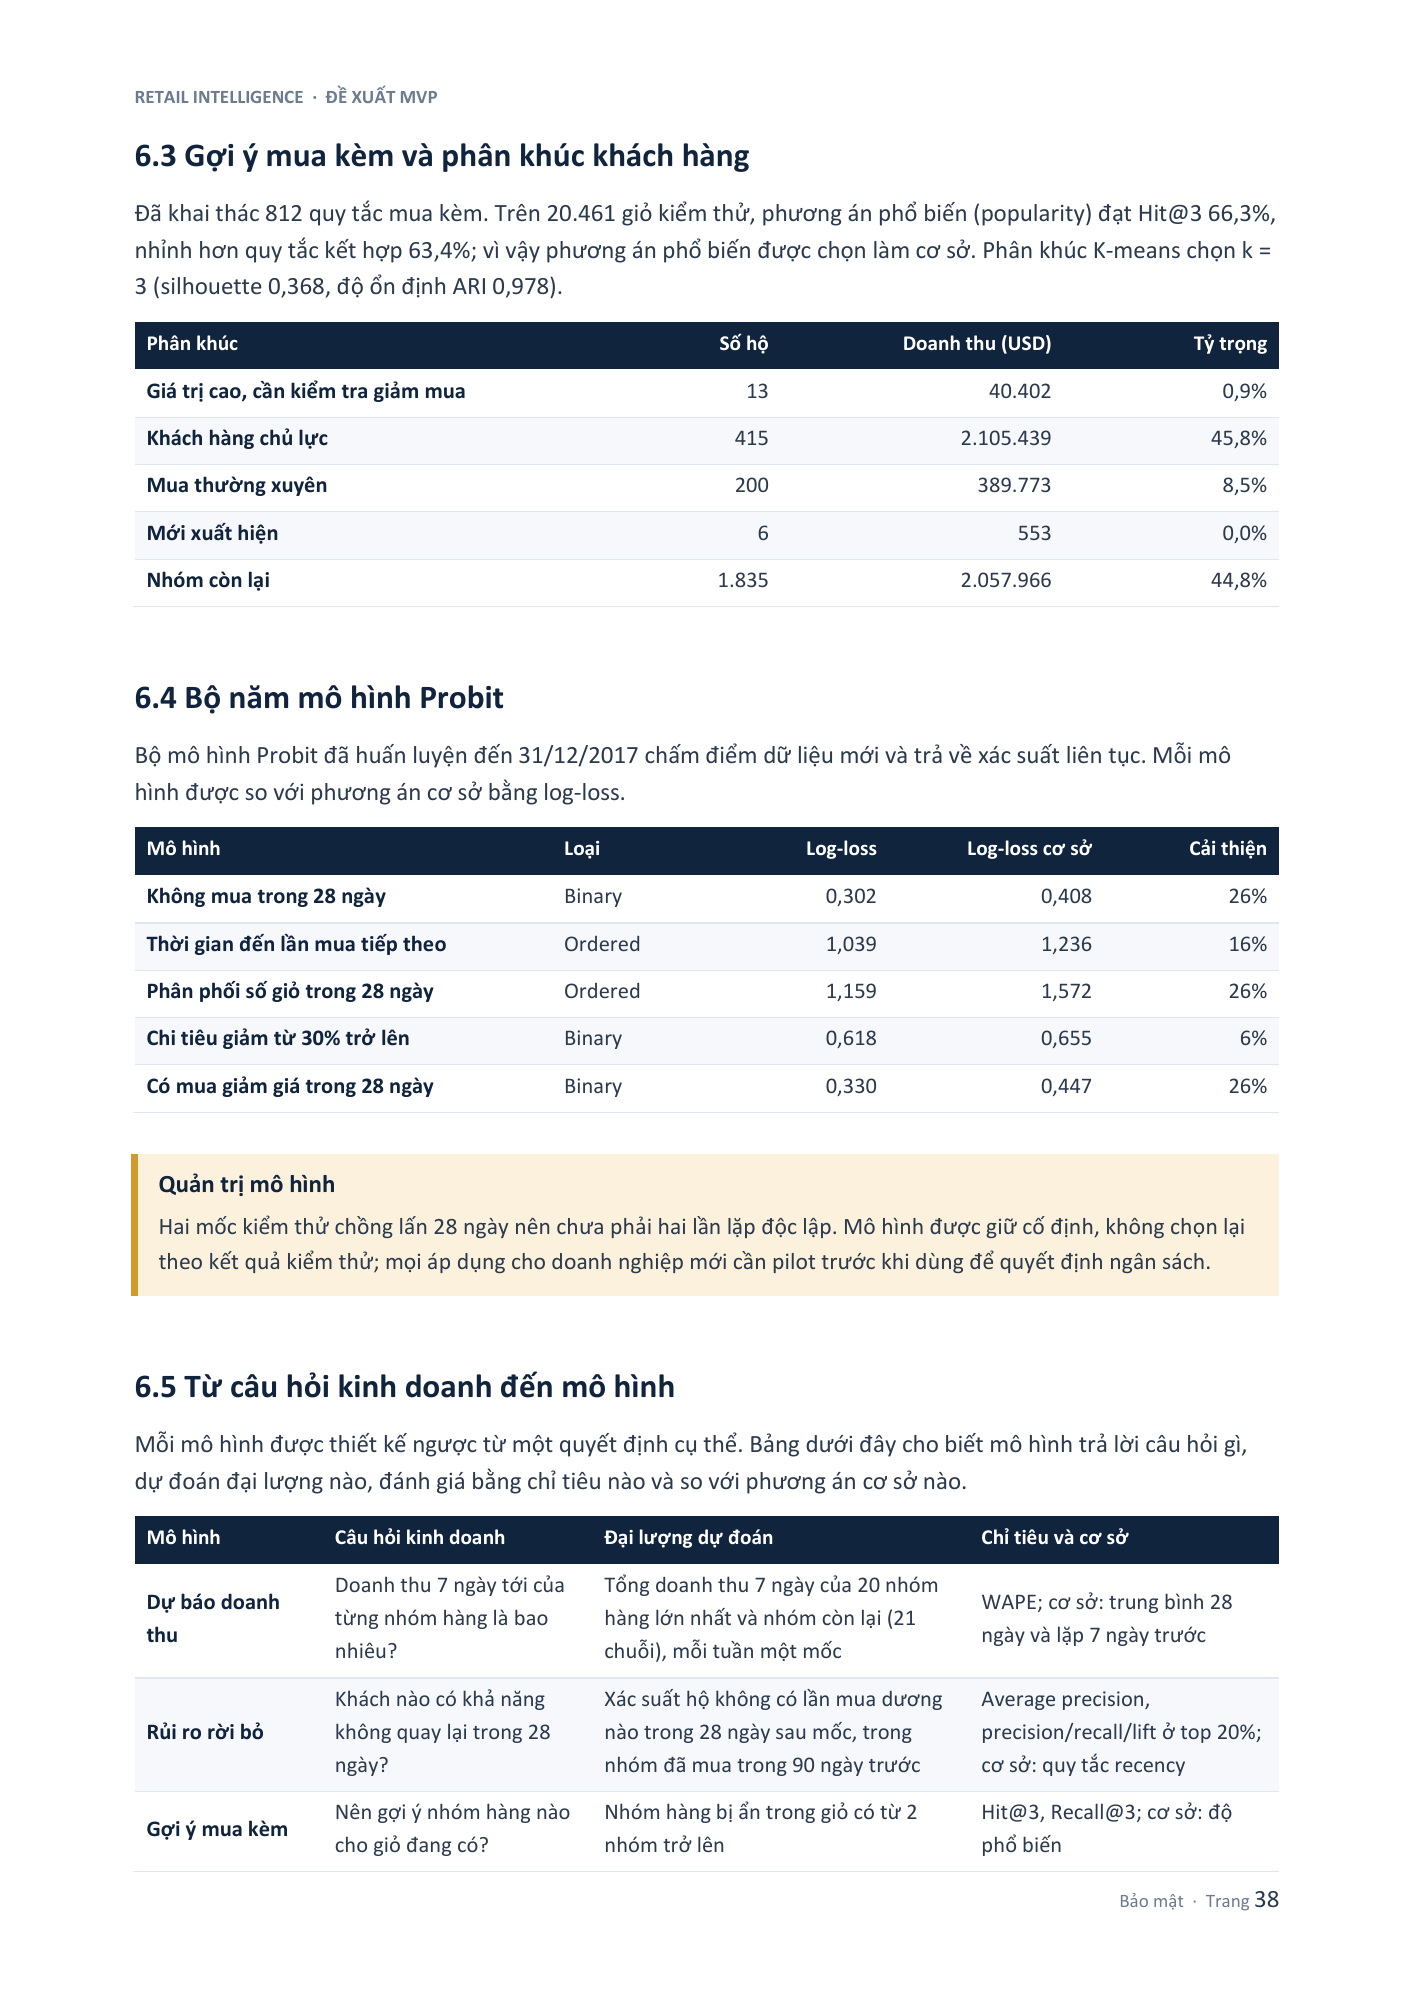 RETAIL INTELLIGENCE · ĐỀ XUẤT MVP
6.3 Gợi ý mua kèm và phân khúc khách hàng
Đã khai thác 812 quy tắc mua kèm. Trên 20.461 giỏ kiểm thử, phương án phổ biến (popularity) đạt Hit@3 66,3%,
nhỉnh hơn quy tắc kết hợp 63,4%; vì vậy phương án phổ biến được chọn làm cơ sở. Phân khúc K-means chọn k =
3 (silhouette 0,368, độ ổn định ARI 0,978).
Phân khúc Số hộ Doanh thu (USD) Tỷ trọng
Giá trị cao, cần kiểm tra giảm mua 13 40.402 0,9%
Khách hàng chủ lực 415 2.105.439 45,8%
Mua thường xuyên 200 389.773 8,5%
Mới xuất hiện 6 553 0,0%
Nhóm còn lại 1.835 2.057.966 44,8%
6.4 Bộ năm mô hình Probit
Bộ mô hình Probit đã huấn luyện đến 31/12/2017 chấm điểm dữ liệu mới và trả về xác suất liên tục. Mỗi mô
hình được so với phương án cơ sở bằng log-loss.
Mô hình Loại Log-loss Log-loss cơ sở Cải thiện
Không mua trong 28 ngày Binary 0,302 0,408 26%
Thời gian đến lần mua tiếp theo Ordered 1,039 1,236 16%
Phân phối số giỏ trong 28 ngày Ordered 1,159 1,572 26%
Chi tiêu giảm từ 30% trở lên Binary 0,618 0,655 6%
Có mua giảm giá trong 28 ngày Binary 0,330 0,447 26%
Quản trị mô hình
Hai mốc kiểm thử chồng lấn 28 ngày nên chưa phải hai lần lặp độc lập. Mô hình được giữ cố định, không chọn lại
theo kết quả kiểm thử; mọi áp dụng cho doanh nghiệp mới cần pilot trước khi dùng để quyết định ngân sách.
6.5 Từ câu hỏi kinh doanh đến mô hình
Mỗi mô hình được thiết kế ngược từ một quyết định cụ thể. Bảng dưới đây cho biết mô hình trả lời câu hỏi gì,
dự đoán đại lượng nào, đánh giá bằng chỉ tiêu nào và so với phương án cơ sở nào.
Mô hình Câu hỏi kinh doanh Đại lượng dự đoán Chỉ tiêu và cơ sở
Dự báo doanh
thu
Doanh thu 7 ngày tới của
từng nhóm hàng là bao
nhiêu?
Tổng doanh thu 7 ngày của 20 nhóm
hàng lớn nhất và nhóm còn lại (21
chuỗi), mỗi tuần một mốc
WAPE; cơ sở: trung bình 28
ngày và lặp 7 ngày trước
Rủi ro rời bỏ
Khách nào có khả năng
không quay lại trong 28
ngày?
Xác suất hộ không có lần mua dương
nào trong 28 ngày sau mốc, trong
nhóm đã mua trong 90 ngày trước
Average precision,
precision/recall/lift ở top 20%;
cơ sở: quy tắc recency
Gợi ý mua kèm
Nên gợi ý nhóm hàng nào
cho giỏ đang có?
Nhóm hàng bị ẩn trong giỏ có từ 2
nhóm trở lên
Hit@3, Recall@3; cơ sở: độ
phổ biến
Bảo mật · Trang 38